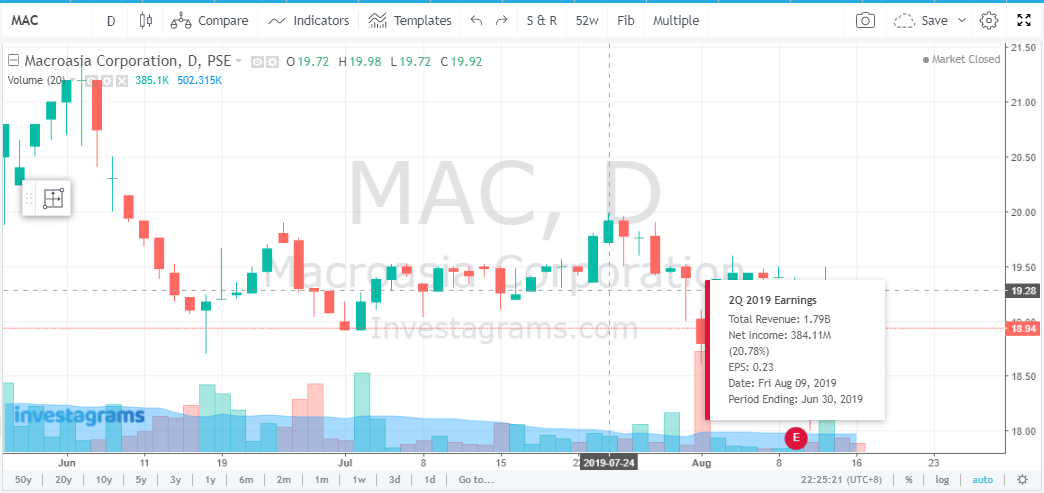 MAC D Compare Indicators Templates S & R 52w Fib Multiple Save
Macroasia Corporation, D, PSE O 19.72 H 19.98 L 19.72 C 19.92
Market Closed
Volume (20) 385.1K 502.315K
21.50
21.00
20.50
20.00
19.50
19.28
19.00
18.94
18.50
18.00
MAC, D
Macroasia Corporation
Investagrams.com
2Q 2019 Earnings
Total Revenue: 1.79B
Net Income: 384.11M
(20.78%)
EPS: 0.23
Date: Fri Aug 09, 2019
Period Ending: Jun 30, 2019
investagrams
E
Jun 11 19 Jul 8 15 2019-07-24 Aug 8 16 23
50y 20y 10y 5y 3y 1y 6m 2m 1m 1w 3d 1d Go to... 22:25:21 (UTC+8) % log auto